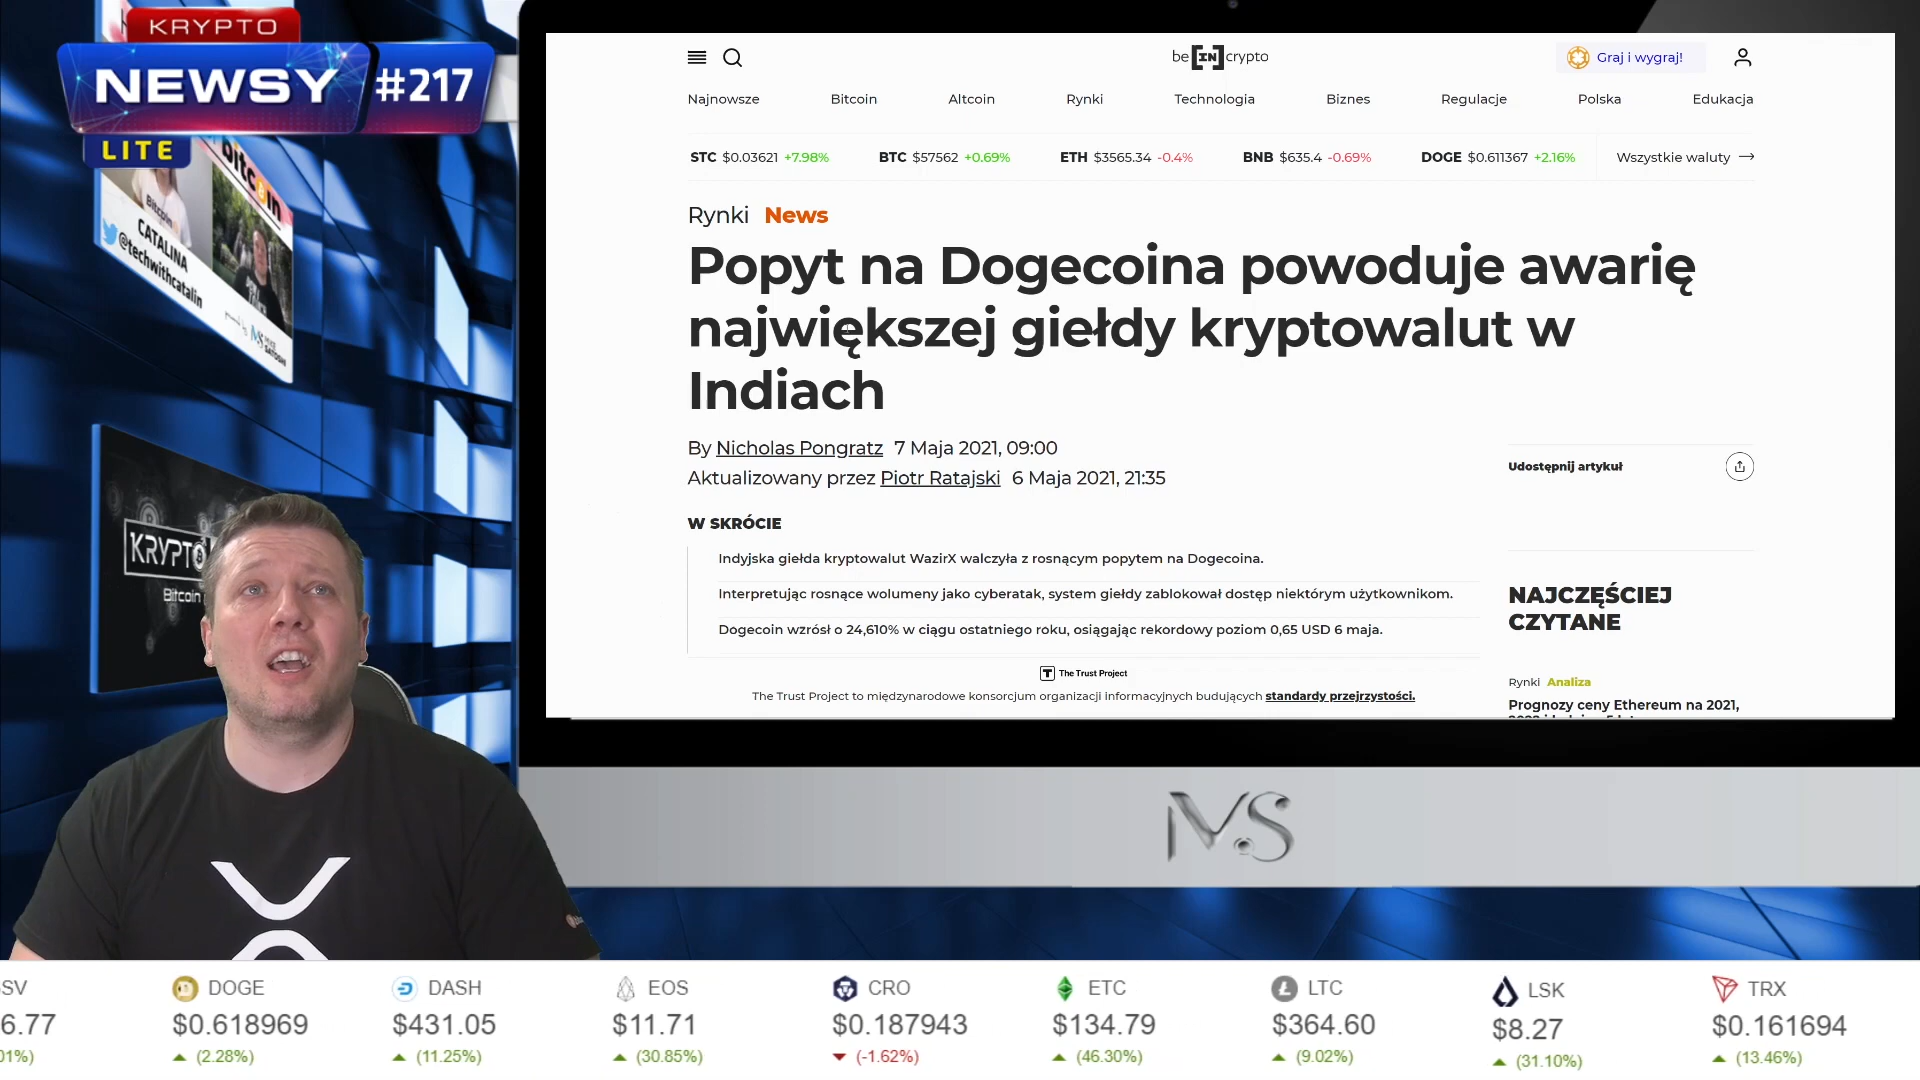 KRYPTO
NEWSY #217
LITE
bitcoin
Bitcoin
CATALINA
@techwithcatalin
KRYPTO
Bitcoin
be[IN]crypto
Graj i wygraj!
Najnowsze Bitcoin Altcoin Rynki Technologia Biznes Regulacje Polska Edukacja
STC $0.03621 +7.98% BTC $57562 +0.69% ETH $3565.34 -0.4% BNB $635.4 -0.69% DOGE $0.611367 +2.16% Wszystkie waluty →
Rynki News
Popyt na Dogecoina powoduje awarię
największej giełdy kryptowalut w
Indiach
By Nicholas Pongratz 7 Maja 2021, 09:00
Aktualizowany przez Piotr Ratajski 6 Maja 2021, 21:35
Udostępnij artykuł
W SKRÓCIE
Indyjska giełda kryptowalut WazirX walczyła z rosnącym popytem na Dogecoina.
Interpretując rosnące wolumeny jako cyberatak, system giełdy zablokował dostęp niektórym użytkownikom.
Dogecoin wzrósł o 24,610% w ciągu ostatniego roku, osiągając rekordowy poziom 0,65 USD 6 maja.
The Trust Project
The Trust Project to międzynarodowe konsorcjum organizacji informacyjnych budujących standardy przejrzystości.
NAJCZĘŚCIEJ
CZYTANE
Rynki Analiza
Prognozy ceny Ethereum na 2021,
MS
SV DOGE DASH EOS CRO ETC LTC LSK TRX
6.77 $0.618969 $431.05 $11.71 $0.187943 $134.79 $364.60 $8.27 $0.161694
01%) (2.28%) (11.25%) (30.85%) (-1.62%) (46.30%) (9.02%) (31.10%) (13.46%)